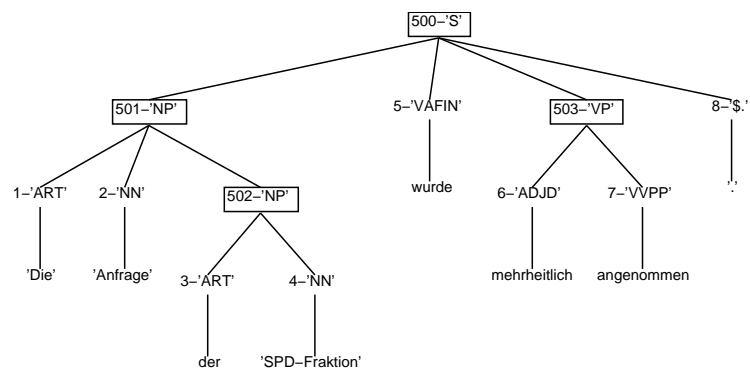 500–'S'
501–'NP' 5–'VAFIN' 503–'VP' 8–'$.'
1–'ART' 2–'NN' 502–'NP' wurde 6–'ADJD' 7–'VVPP' '.'
'Die' 'Anfrage' 3–'ART' 4–'NN' mehrheitlich angenommen
der 'SPD–Fraktion'